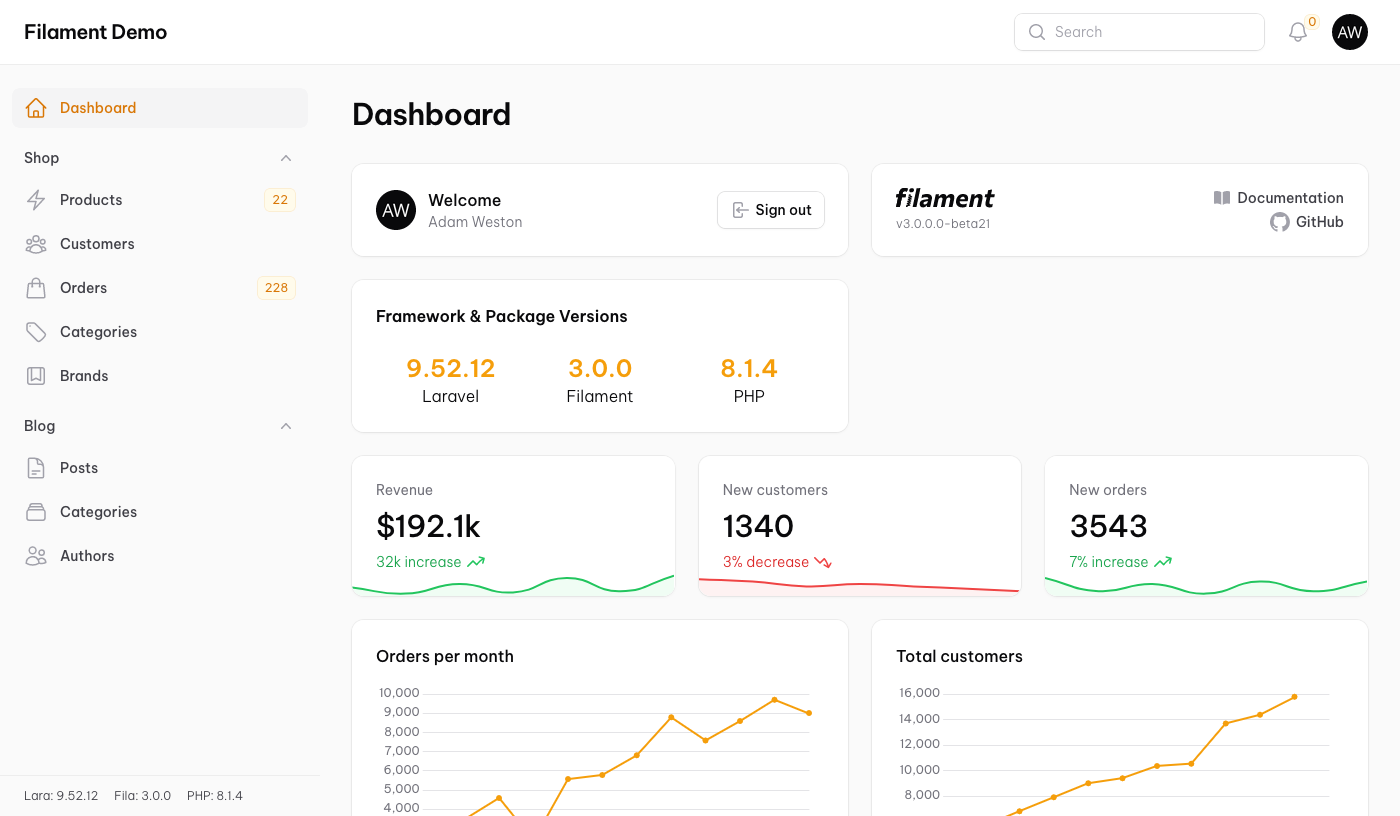 Filament Demo
Search
0
AW
Dashboard
Shop
Products 22
Customers
Orders 228
Categories
Brands
Blog
Posts
Categories
Authors
Lara: 9.52.12 Fila: 3.0.0 PHP: 8.1.4
Dashboard
AW
Welcome
Adam Weston
Sign out
filament
v3.0.0.0-beta21
Documentation
GitHub
Framework & Package Versions
9.52.12 3.0.0 8.1.4
Laravel Filament PHP
Revenue
$192.1k
32k increase
New customers
1340
3% decrease
New orders
3543
7% increase
Orders per month
10,000
9,000
8,000
7,000
6,000
5,000
4,000
Total customers
16,000
14,000
12,000
10,000
8,000